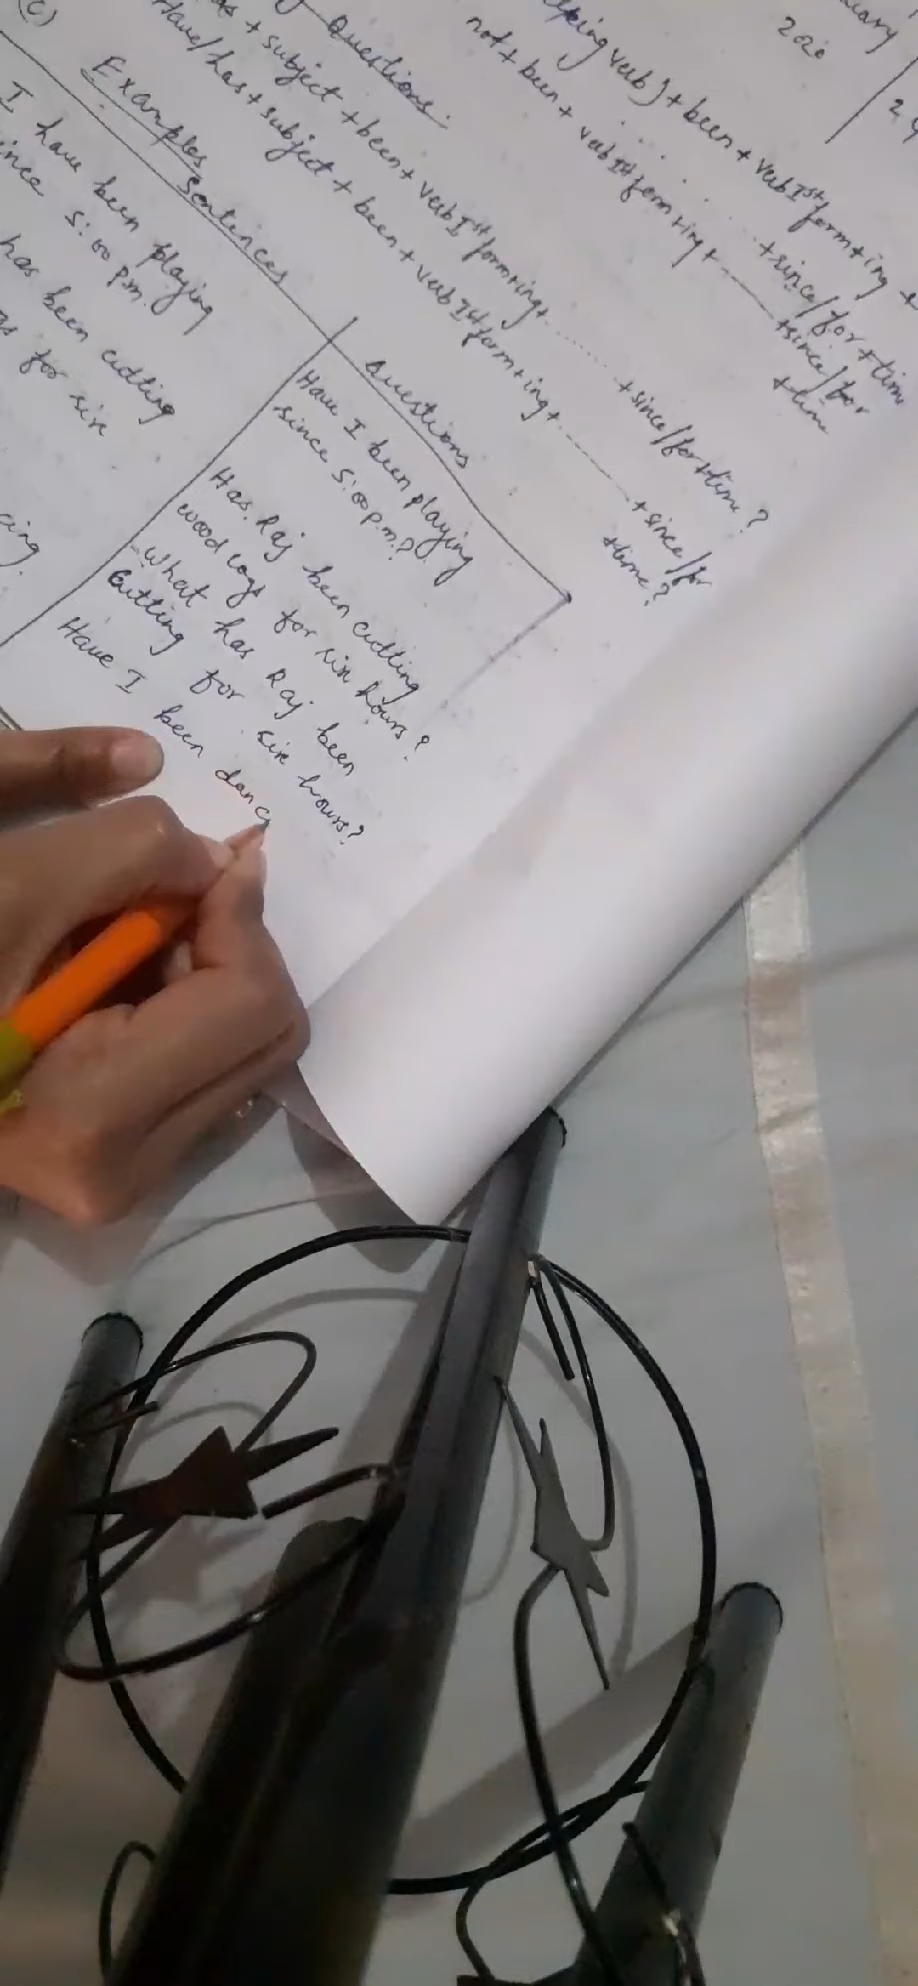 uary
2020
ping verb) + been + verb Ist form + ing +
+ since/for + time
not + been + verb Ist form + ing + ........
+ since/for
+ time
Questions.
+ subject + been + verb Ist form + ing + ........ + since/for + time?
Have/has + subject + been + verb Ist form + ing + ........ + since/for
+ time?
(C)
Examples sentences
I have been playing
since 5:00 p.m.
has been cutting
for six
cing.
Questions
Have I been playing
since 5:00 p.m.?
Has Raj been cutting
wood logs for six hours?
What has Raj been
Cutting for six hours?
Have I been danc